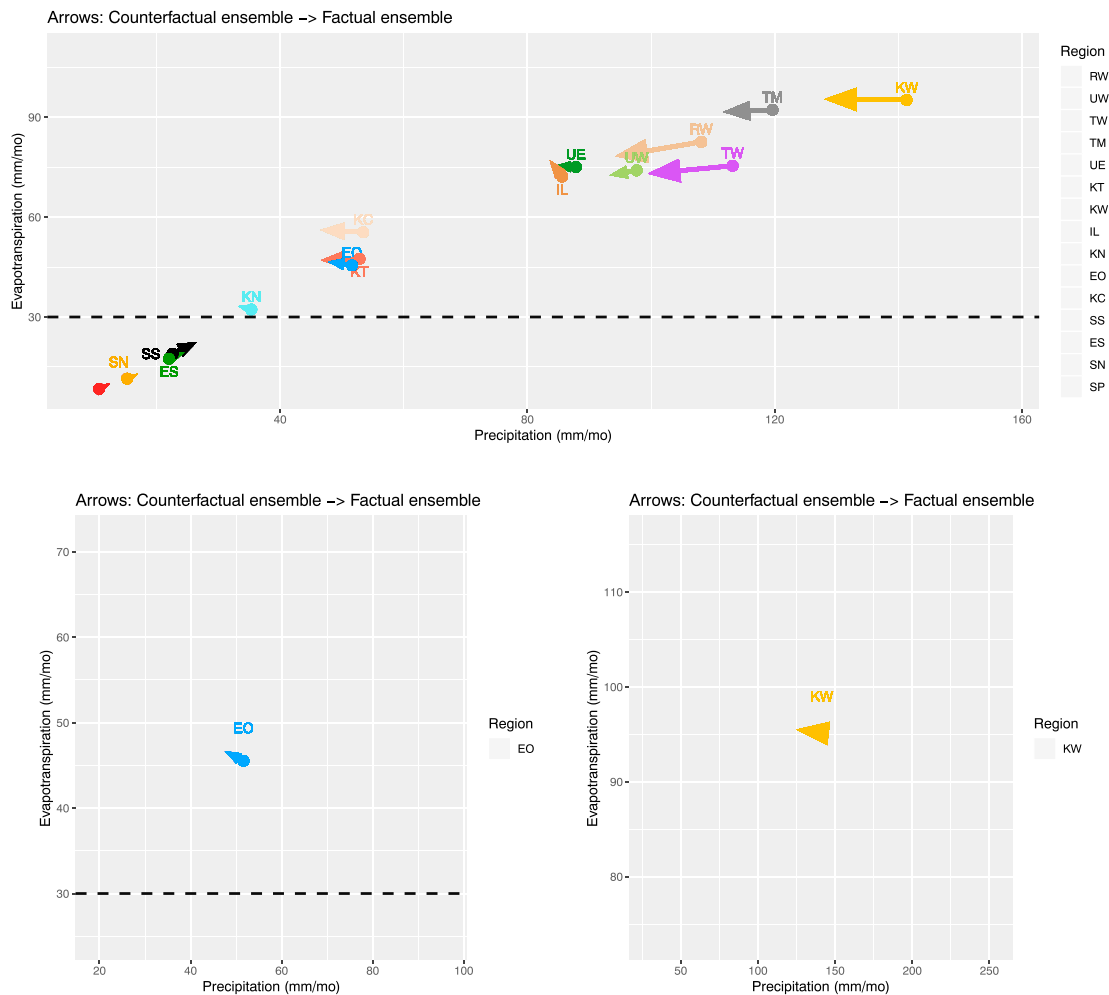 Arrows: Counterfactual ensemble −> Factual ensemble
Evapotranspiration (mm/mo)
90
60
30
KW
TM
RW
UE
UW
TW
IL
KC
EO
KT
KN
SS
SN
ES
40
80
120
160
Precipitation (mm/mo)
Region
RW
UW
TW
TM
UE
KT
KW
IL
KN
EO
KC
SS
ES
SN
SP
Arrows: Counterfactual ensemble −> Factual ensemble
Evapotranspiration (mm/mo)
70
60
50
40
30
EO
20
40
60
80
100
Precipitation (mm/mo)
Region
EO
Arrows: Counterfactual ensemble −> Factual ensemble
Evapotranspiration (mm/mo)
110
100
90
80
KW
50
100
150
200
250
Precipitation (mm/mo)
Region
KW